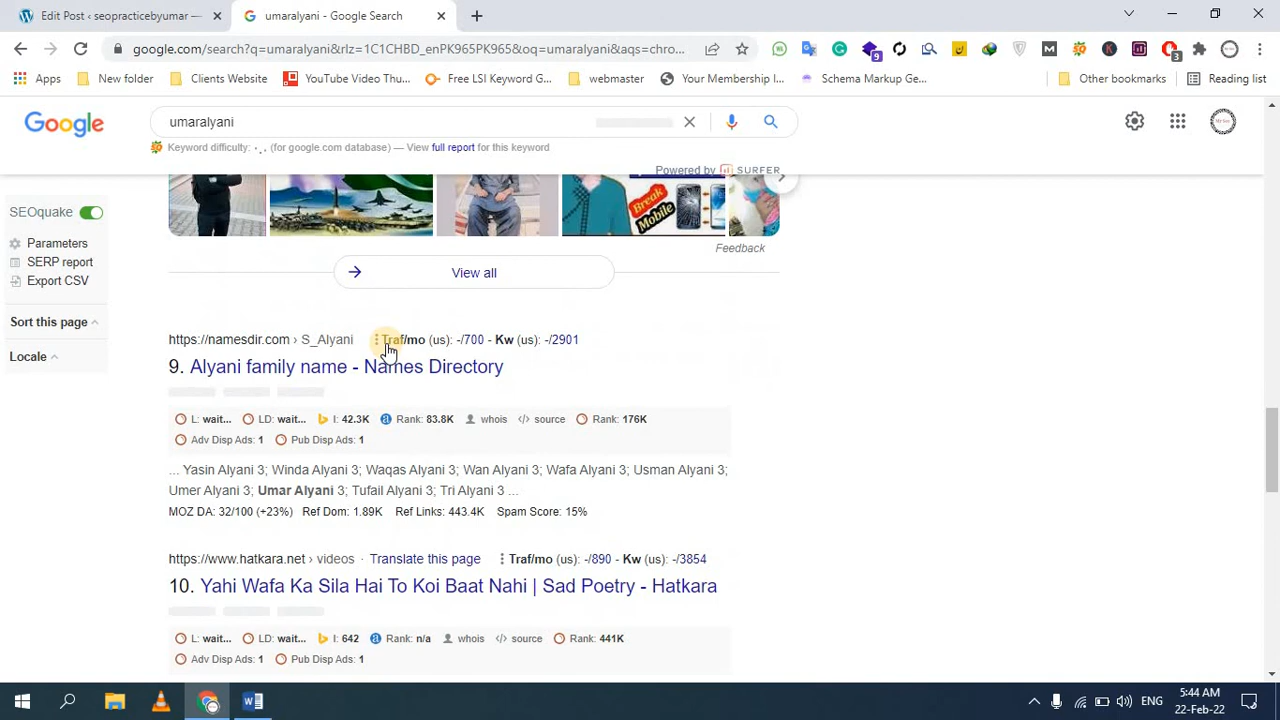 Edit Post ‹ seopracticebyumar —
umaralyani - Google Search
google.com/search?q=umaralyani&rlz=1C1CHBD_enPK965PK965&oq=umaralyani&aqs=chro...
9
3
Apps
New folder
Clients Website
YouTube Video Thu...
Free LSI Keyword G...
webmaster
Your Membership I...
Schema Markup Ge...
Other bookmarks
Reading list
Google
umaralyani
Keyword difficulty: (for google.com database) — View full report for this keyword
Powered by SURFER
SEOquake
Parameters
SERP report
Export CSV
Sort this page
Locale
Break
Mobile
Feedback
View all
https://namesdir.com › S_Alyani Traf/mo (us): -/700 - Kw (us): -/2901
9. Alyani family name - Names Directory
L: wait... LD: wait... I: 42.3K Rank: 83.8K whois source Rank: 176K
Adv Disp Ads: 1 Pub Disp Ads: 1
... Yasin Alyani 3; Winda Alyani 3; Waqas Alyani 3; Wan Alyani 3; Wafa Alyani 3; Usman Alyani 3;
Umer Alyani 3; Umar Alyani 3; Tufail Alyani 3; Tri Alyani 3 ...
MOZ DA: 32/100 (+23%) Ref Dom: 1.89K Ref Links: 443.4K Spam Score: 15%
https://www.hatkara.net › videos · Translate this page Traf/mo (us): -/890 - Kw (us): -/3854
10. Yahi Wafa Ka Sila Hai To Koi Baat Nahi | Sad Poetry - Hatkara
L: wait... LD: wait... I: 642 Rank: n/a whois source Rank: 441K
Adv Disp Ads: 1 Pub Disp Ads: 1
ENG
5:44 AM
22-Feb-22